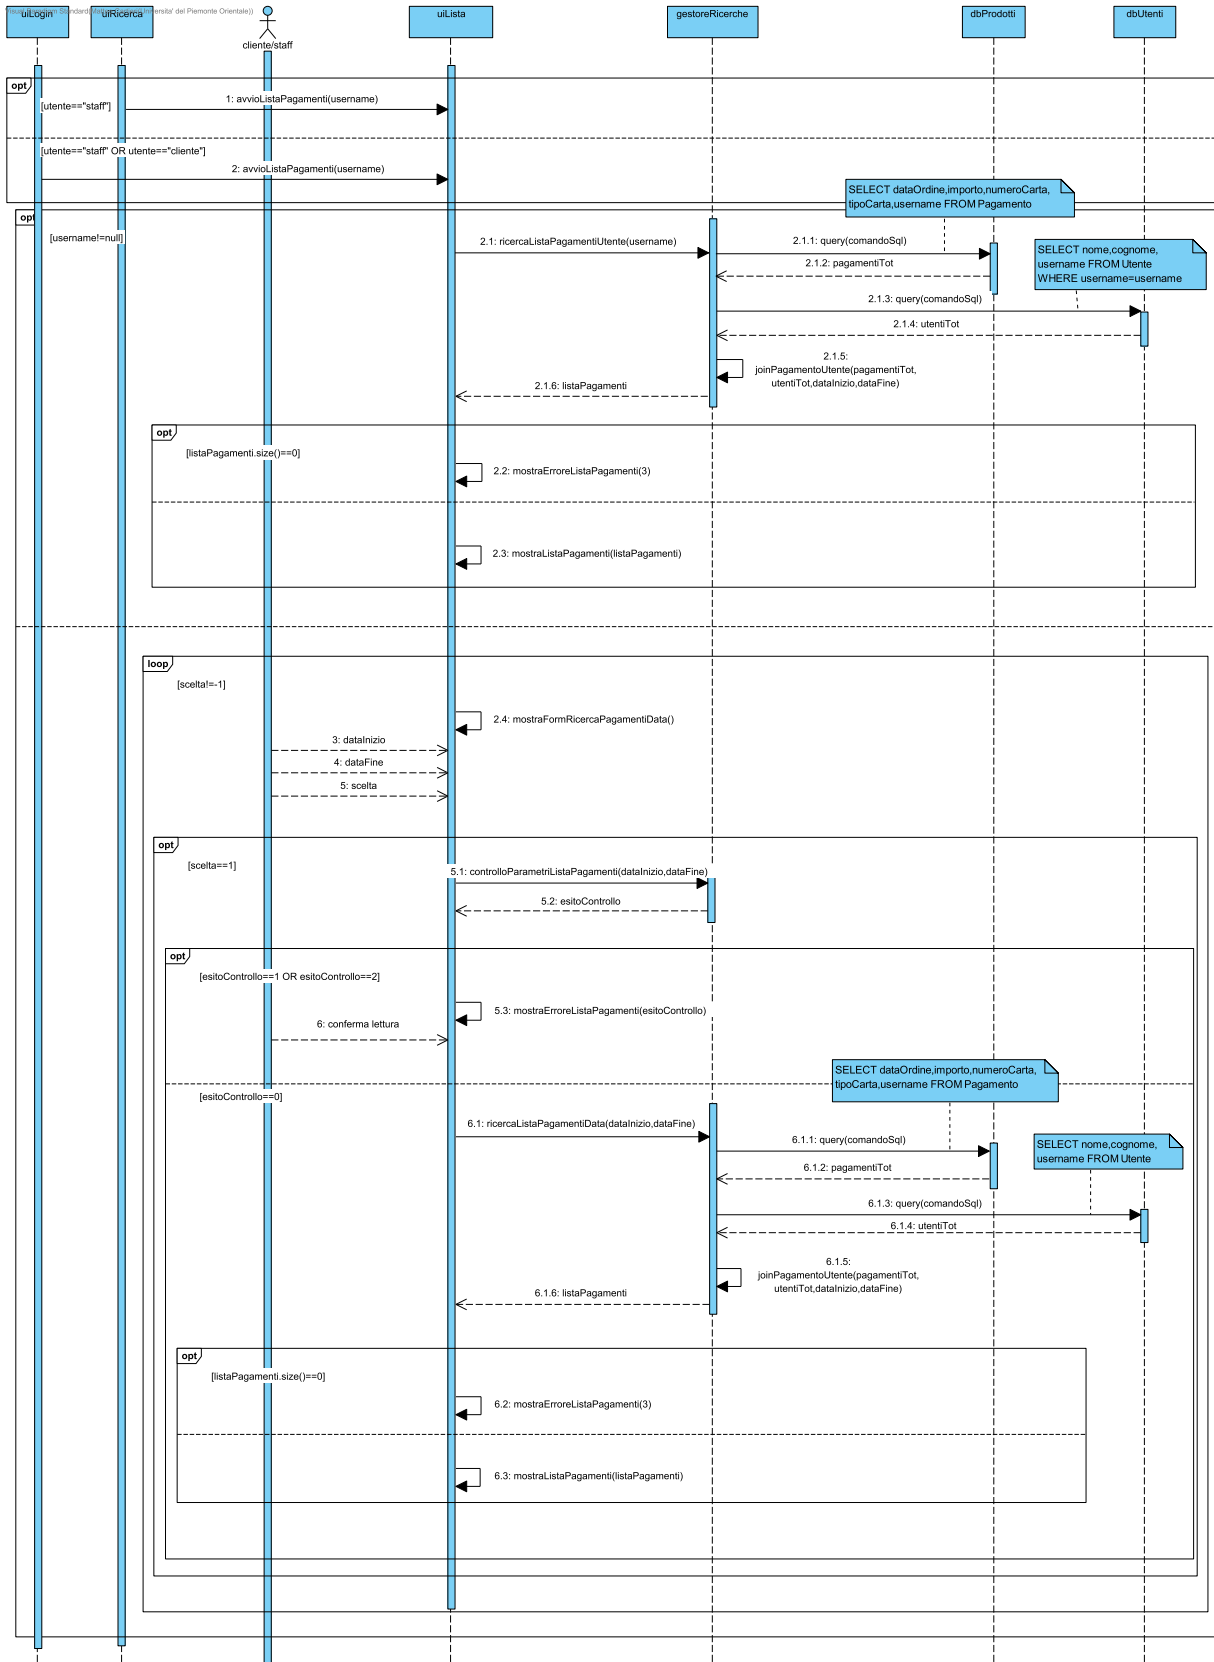 uiLogin
uiRicerca
cliente/staff
uiLista
gestoreRicerche
dbProdotti
dbUtenti
opt
[utente=="staff"]
1: avvioListaPagamenti(username)
[utente=="staff" OR utente=="cliente"]
2: avvioListaPagamenti(username)
SELECT dataOrdine,importo,numeroCarta,
tipoCarta,username FROM Pagamento
opt
[username!=null]
2.1: ricercaListaPagamentiUtente(username)
2.1.1: query(comandoSql)
SELECT nome,cognome,
username FROM Utente
WHERE username=username
2.1.2: pagamentiTot
2.1.3: query(comandoSql)
2.1.4: utentiTot
2.1.5:
joinPagamentoUtente(pagamentiTot,
utentiTot,dataInizio,dataFine)
2.1.6: listaPagamenti
opt
[listaPagamenti.size()==0]
2.2: mostraErroreListaPagamenti(3)
2.3: mostraListaPagamenti(listaPagamenti)
loop
[scelta!=-1]
2.4: mostraFormRicercaPagamentiData()
3: dataInizio
4: dataFine
5: scelta
opt
[scelta==1]
5.1: controlloParametriListaPagamenti(dataInizio,dataFine)
5.2: esitoControllo
opt
[esitoControllo==1 OR esitoControllo==2]
5.3: mostraErroreListaPagamenti(esitoControllo)
6: conferma lettura
SELECT dataOrdine,importo,numeroCarta,
tipoCarta,username FROM Pagamento
[esitoControllo==0]
6.1: ricercaListaPagamentiData(dataInizio,dataFine)
6.1.1: query(comandoSql)
SELECT nome,cognome,
username FROM Utente
6.1.2: pagamentiTot
6.1.3: query(comandoSql)
6.1.4: utentiTot
6.1.5:
joinPagamentoUtente(pagamentiTot,
utentiTot,dataInizio,dataFine)
6.1.6: listaPagamenti
opt
[listaPagamenti.size()==0]
6.2: mostraErroreListaPagamenti(3)
6.3: mostraListaPagamenti(listaPagamenti)